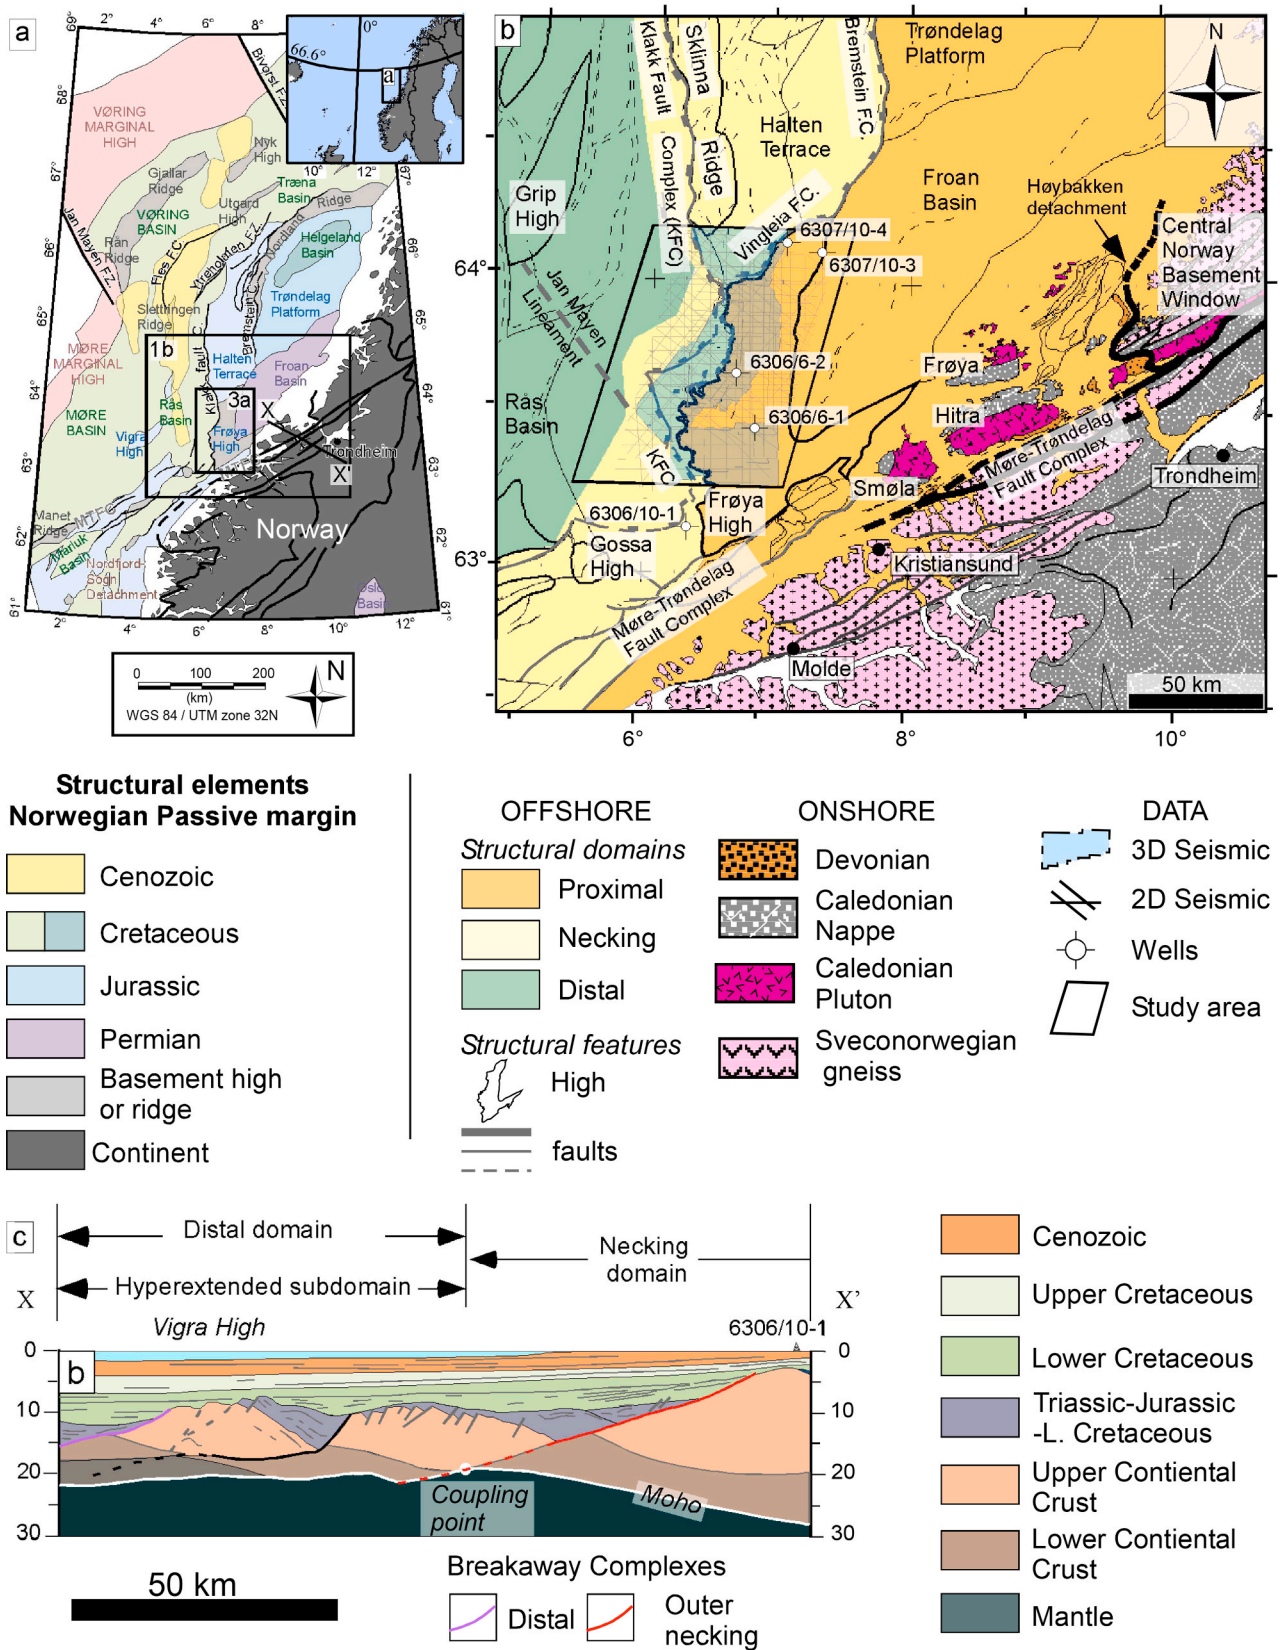 a
69°
2°
4°
6°
8°
0°
66.6°
a
Bivorst F.Z.
68°
67°
66°
65°
64°
63°
62°
61°
10°
12°
67°
66°
65°
64°
63°
62°
61°
VØRING
MARGINAL
HIGH
Nyk
High
Gjallar
Ridge
Træna
Basin
Utgard
High
Nordland
Ridge
VØRING
BASIN
Rån
Ridge
Jan Mayen F.Z.
Fles F.C.
Ytreholmen F.Z.
Helgeland
Basin
Slettringen
Ridge
Bremstein C.
Trøndelag
Platform
MØRE
MARGINAL
HIGH
1b
Klakk fault C.
Halten
Terrace
Froan
Basin
3a
X
MØRE
BASIN
Rås
Basin
Vigra
High
Frøya
High
Trondheim
X'
Manet
Ridge
MTFC
Mariuk
Basin
Norway
Nordfjord-
Sogn
Detachment
Oslo
Basin
2°
4°
6°
8°
10°
12°
0
100
200
(km)
WGS 84 / UTM zone 32N
N
b
Klakk Fault
Complex (KFC)
Sklinna
Ridge
Bremstein F.C.
Trøndelag
Platform
N
Halten
Terrace
Grip
High
Vingleia F.C.
Froan
Basin
Høybakken
detachment
6307/10-4
Central
Norway
Basement
Window
64°
6307/10-3
Jan Mayen
Lineament
6306/6-2
Frøya
Rås
Basin
6306/6-1
Hitra
Møre-Trøndelag
Fault Complex
KFC
Smøla
Trondheim
6306/10-1
Frøya
High
63°
Gossa
High
Kristiansund
Møre-Trøndelag
Fault Complex
Molde
50 km
6°
8°
10°
Structural elements
Norwegian Passive margin
Cenozoic
Cretaceous
Jurassic
Permian
Basement high
or ridge
Continent
OFFSHORE
Structural domains
Proximal
Necking
Distal
Structural features
High
faults
ONSHORE
Devonian
Caledonian
Nappe
Caledonian
Pluton
Sveconorwegian
gneiss
DATA
3D Seismic
2D Seismic
Wells
Study area
c
Distal domain
Necking
domain
Hyperextended subdomain
X
X'
Vigra High
6306/10-1
0
10
20
30
b
0
10
20
30
Coupling
point
Moho
50 km
Breakaway Complexes
Distal
Outer
necking
Cenozoic
Upper Cretaceous
Lower Cretaceous
Triassic-Jurassic
-L. Cretaceous
Upper Contiental
Crust
Lower Contiental
Crust
Mantle